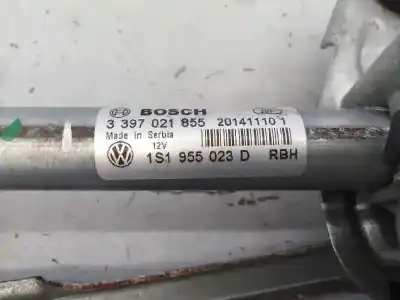 BOSCH
3 397 021 855 201411101
Made in Serbia
12V
1S1 955 023 D RBH